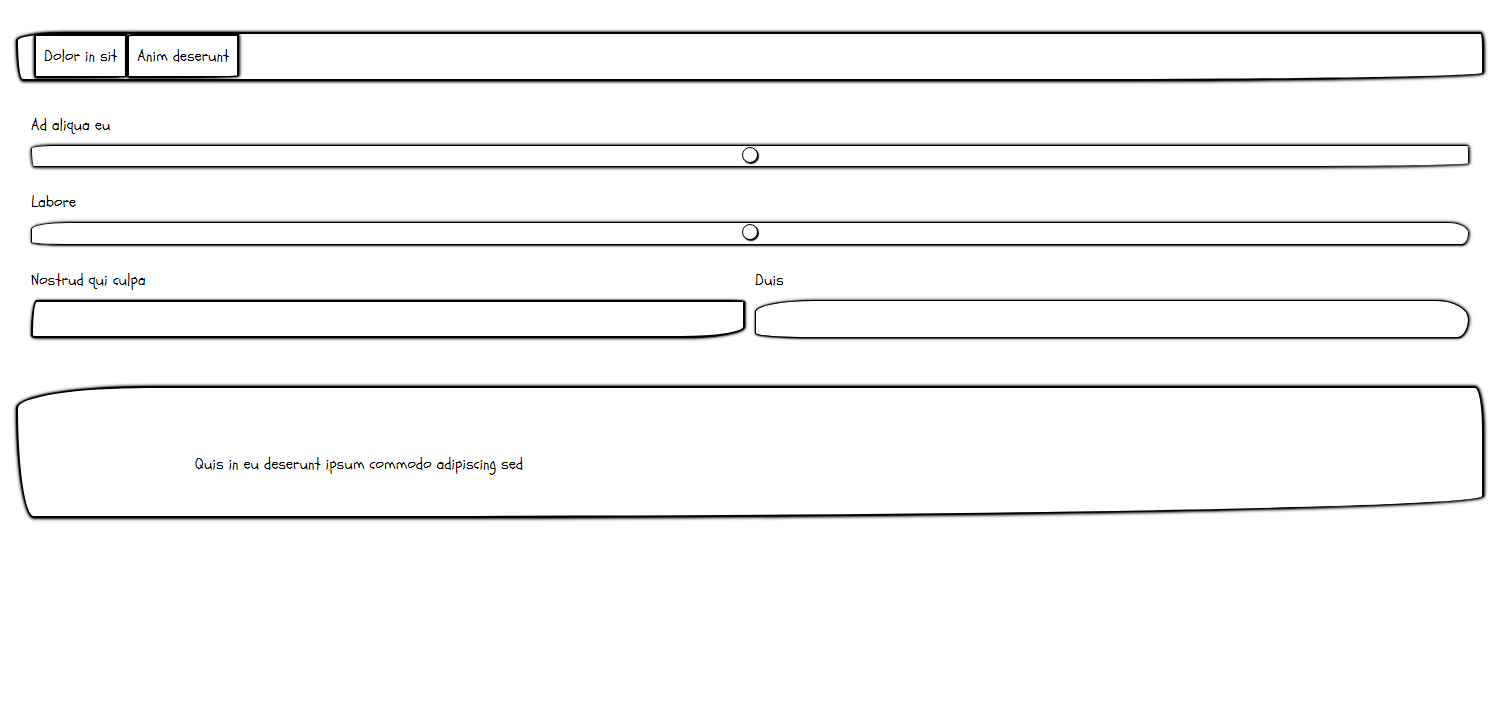 Dolor in sit Anim deserunt
Ad aliqua eu
Labore
Nostrud qui culpa Duis
Quis in eu deserunt ipsum commodo adipiscing sed